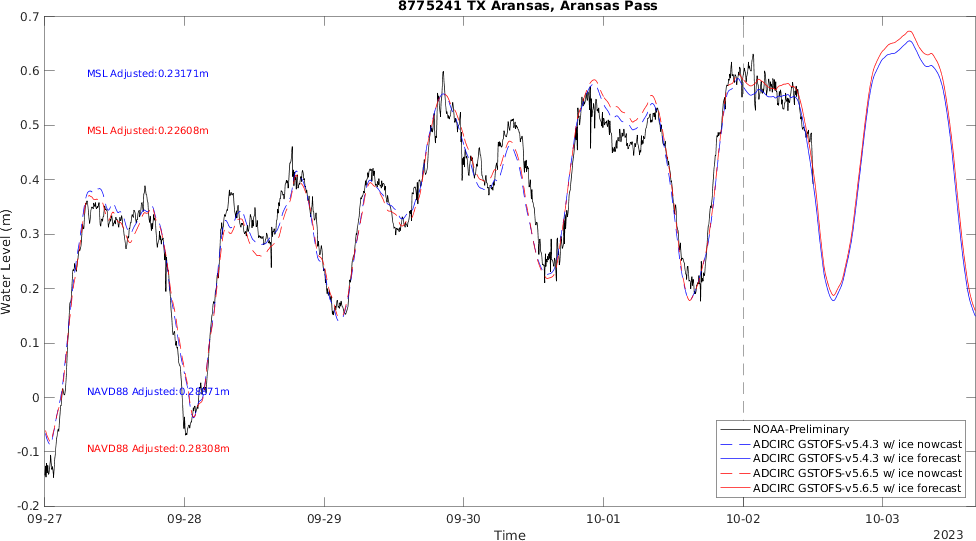 8775241 TX Aransas, Aransas Pass
0.7
0.6
0.5
0.4
0.3
0.2
0.1
0
-0.1
-0.2
Water Level (m)
MSL Adjusted:0.23171m
MSL Adjusted:0.22608m
NAVD88 Adjusted:0.28871m
NAVD88 Adjusted:0.28308m
NOAA-Preliminary
ADCIRC GSTOFS-v5.4.3 w/ ice nowcast
ADCIRC GSTOFS-v5.4.3 w/ ice forecast
ADCIRC GSTOFS-v5.6.5 w/ ice nowcast
ADCIRC GSTOFS-v5.6.5 w/ ice forecast
09-27 09-28 09-29 09-30 10-01 10-02 10-03
Time
2023